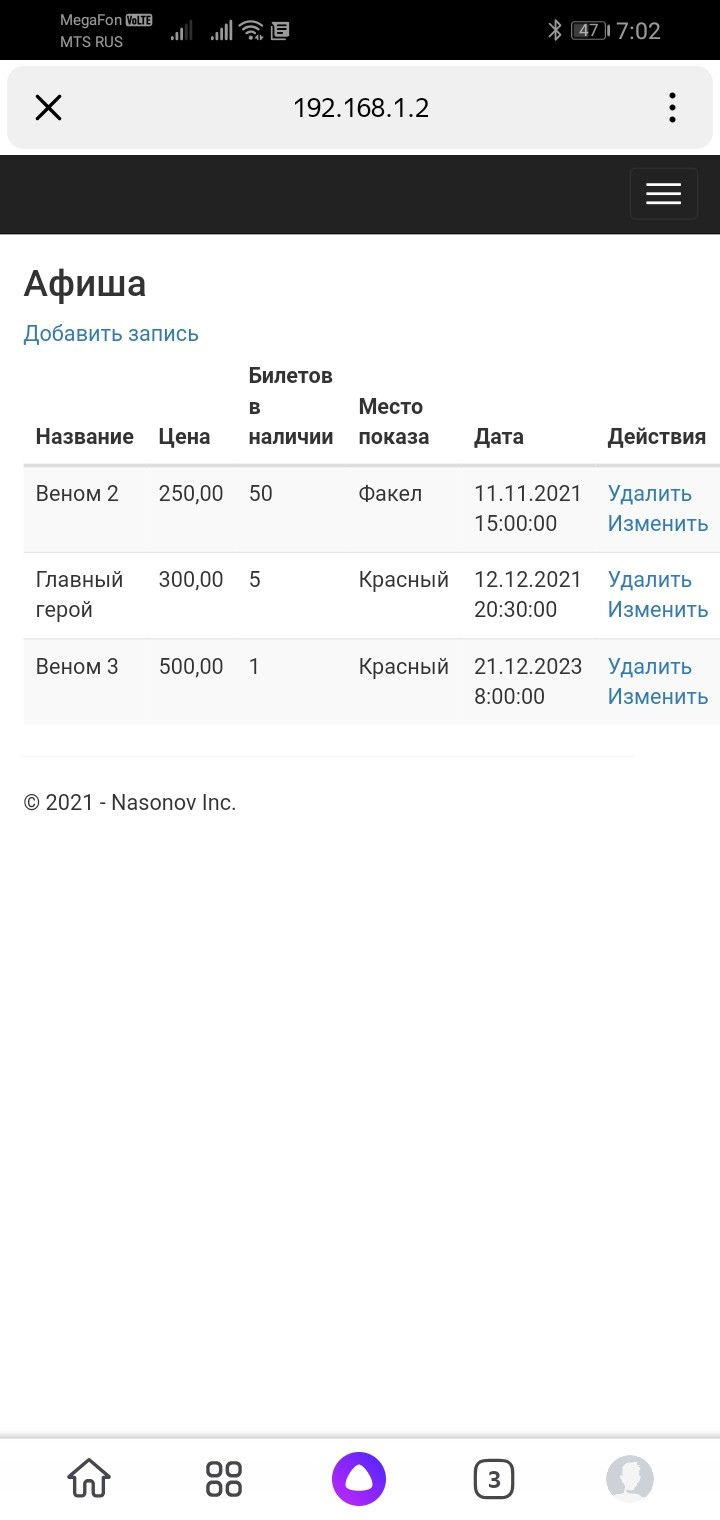 MegaFon VoLTE
MTS RUS
47 7:02
192.168.1.2
Афиша
Добавить запись
Название Цена Билетов в наличии Место показа Дата Действия
Веном 2 250,00 50 Факел 11.11.2021 Удалить
15:00:00 Изменить
Главный 300,00 5 Красный 12.12.2021 Удалить
герой 20:30:00 Изменить
Веном 3 500,00 1 Красный 21.12.2023 Удалить
8:00:00 Изменить
© 2021 - Nasonov Inc.
3